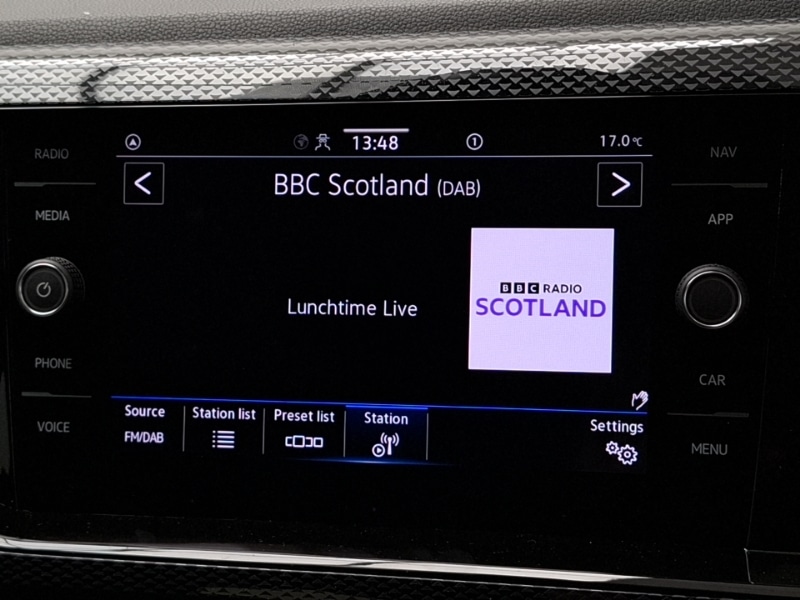 RADIO
MEDIA
PHONE
VOICE
13:48
1
17.0°C
BBC Scotland (DAB)
Lunchtime Live
BBC RADIO
SCOTLAND
Source
FM/DAB
Station list
Preset list
Station
Settings
NAV
APP
CAR
MENU